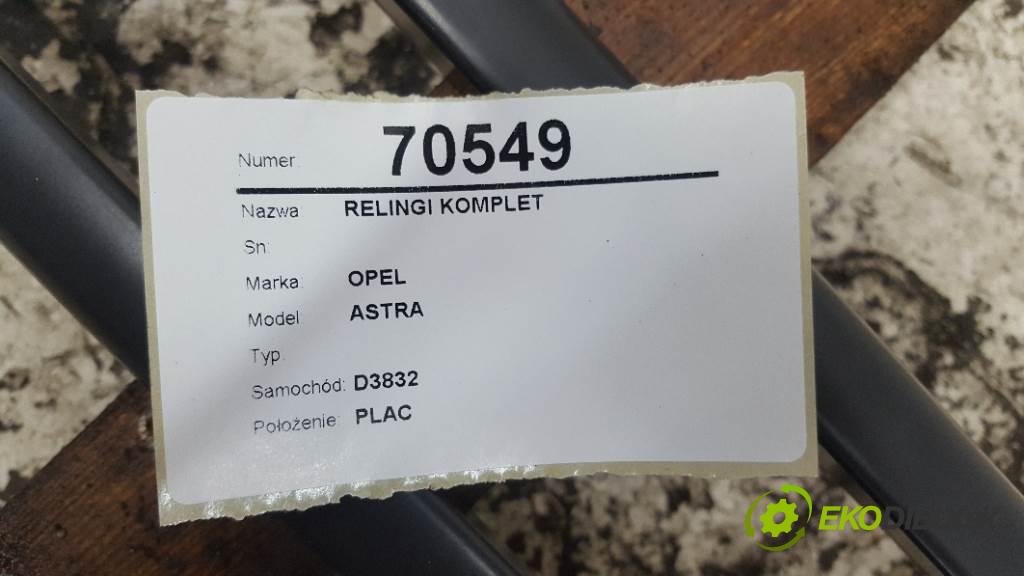 Numer: 70549
Nazwa RELINGI KOMPLET
Sn:
Marka: OPEL
Model ASTRA
Typ
Samochód: D3832
Położenie: PLAC